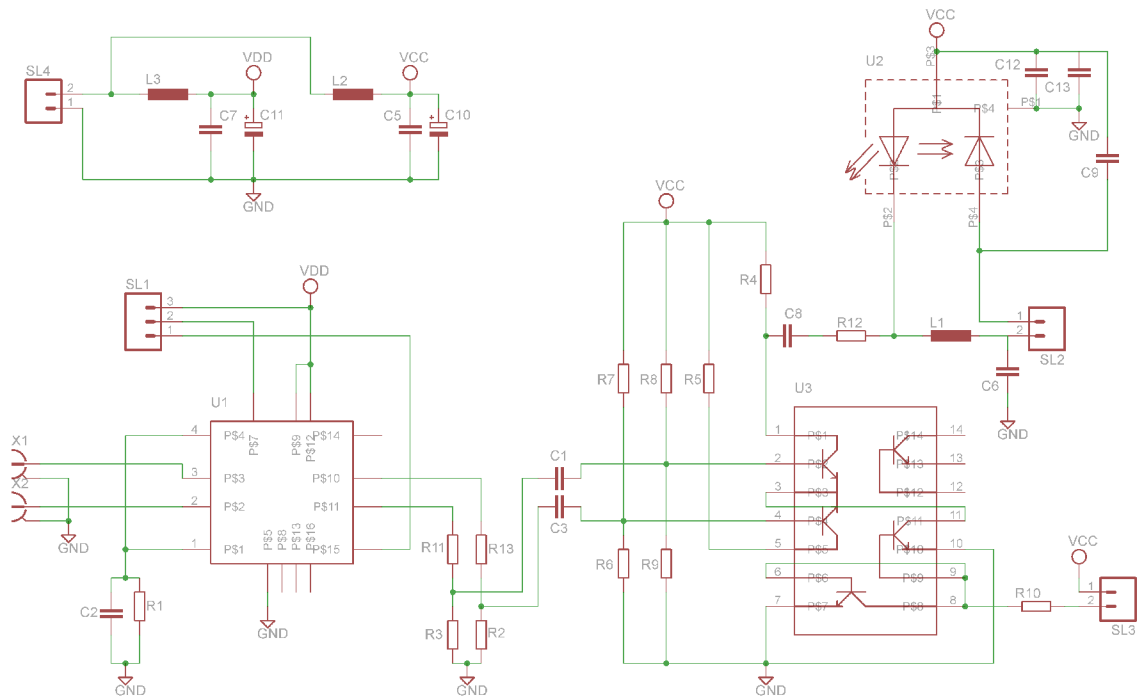 VCC
U2
P$3
C12
C13
P$1
P$1
P$4
GND
C9
P$2
P$4
SL4
2
1
L3
VDD
C7
C11
+
L2
VCC
C5
C10
+
GND
VCC
R4
C8
R12
L1
1
2
SL2
C6
GND
SL1
3
2
1
VDD
R7
R8
R5
U3
U1
4
P$4
P$7
P$9
P$12
P$14
3
P$3
P$10
2
P$2
P$11
1
P$1
P$5
P$8
P$13
P$16
P$15
X1
X2
GND
C1
C3
1
P$1
P$14
14
2
P$13
13
3
P$3
P$12
12
4
P$11
11
5
P$5
P$10
10
6
P$6
P$9
9
7
P$7
P$8
8
VCC
R11
R13
R6
R9
R10
1
2
SL3
C2
R1
GND
R3
R2
GND
GND
GND